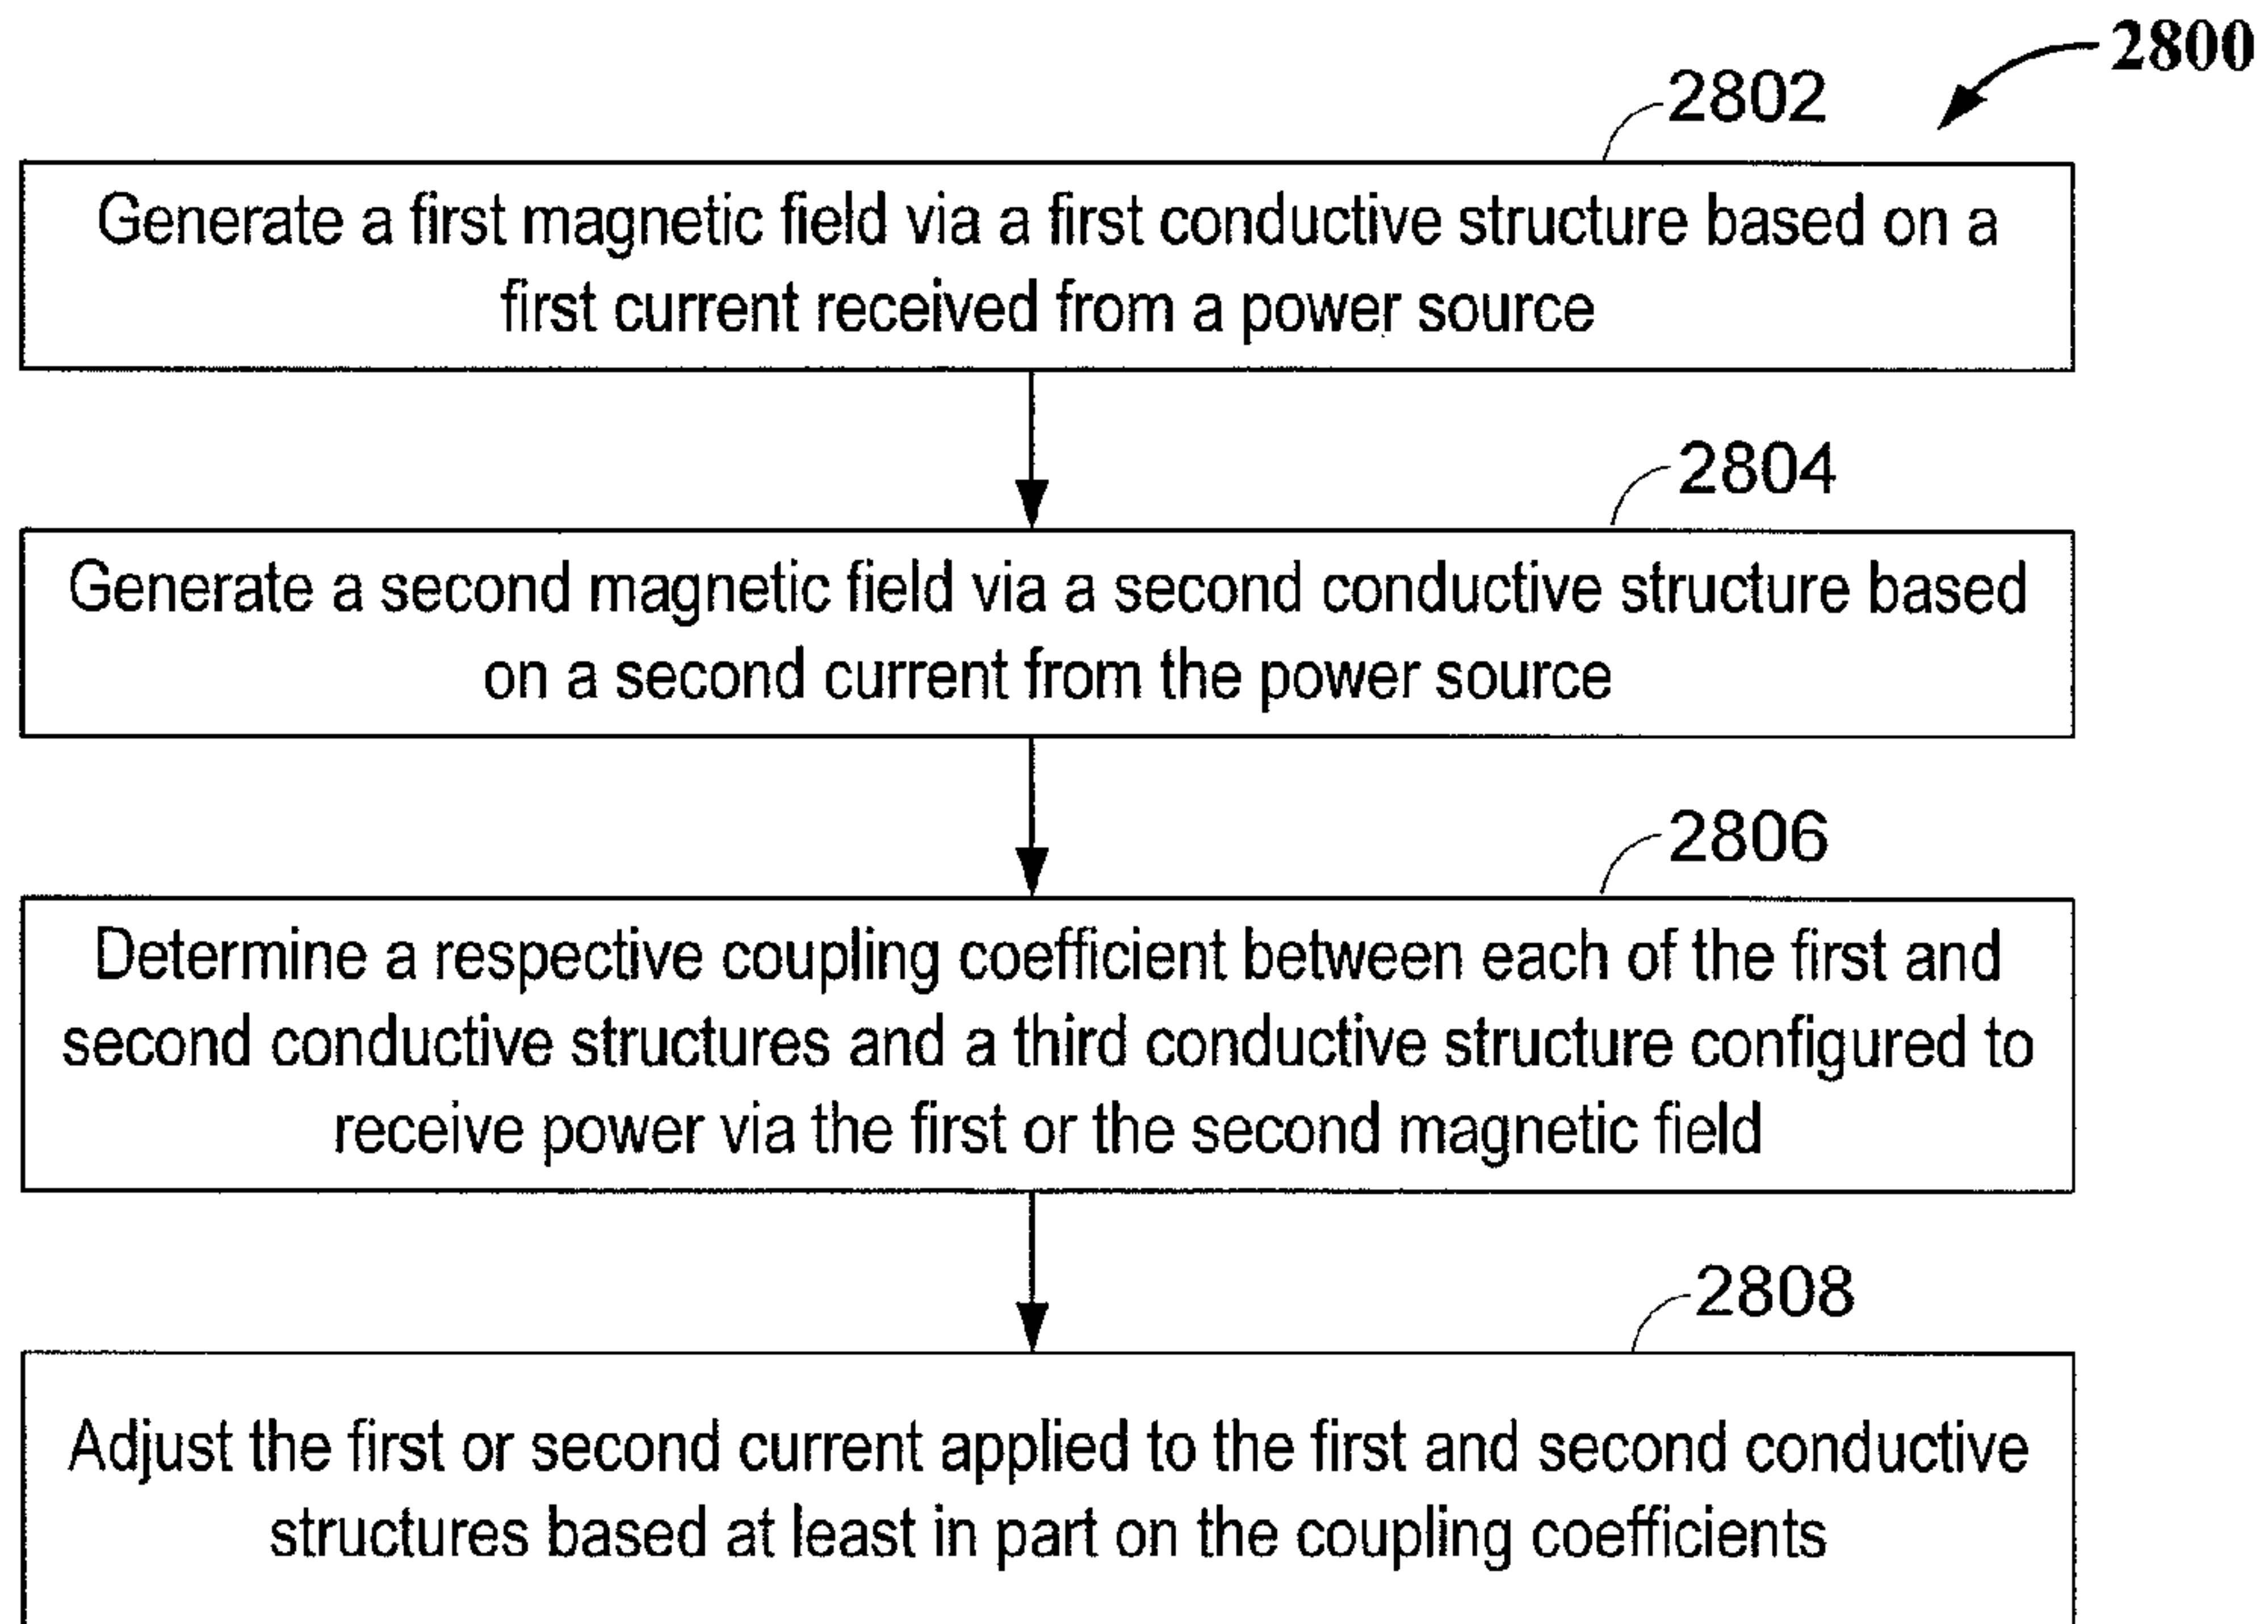 2800
2802
Generate a first magnetic field via a first conductive structure based on a
first current received from a power source
2804
Generate a second magnetic field via a second conductive structure based
on a second current from the power source
2806
Determine a respective coupling coefficient between each of the first and
second conductive structures and a third conductive structure configured to
receive power via the first or the second magnetic field
2808
Adjust the first or second current applied to the first and second conductive
structures based at least in part on the coupling coefficients